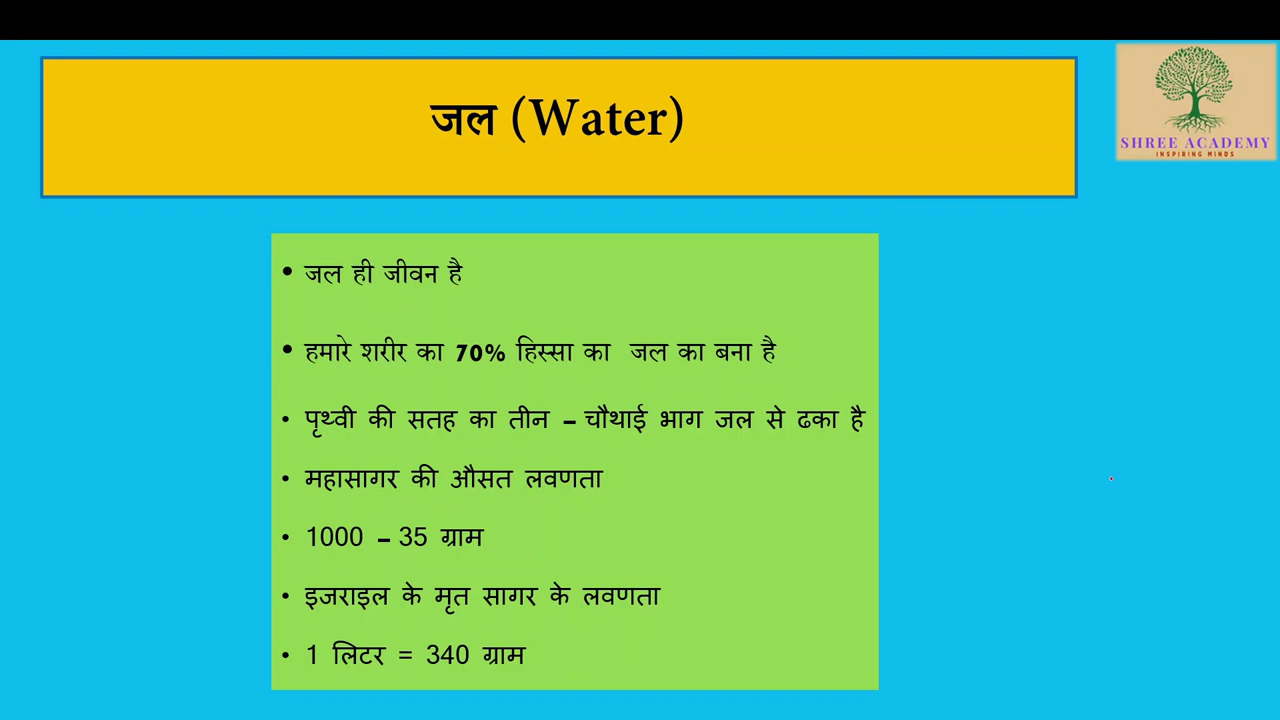 जल (Water)
SHREE ACADEMY
INSPIRING MINDS
• जल ही जीवन है
• हमारे शरीर का 70% हिस्सा का जल का बना है
• पृथ्वी की सतह का तीन – चौथाई भाग जल से ढका है
• महासागर की औसत लवणता
• 1000 – 35 ग्राम
• इजराइल के मृत सागर के लवणता
• 1 लिटर = 340 ग्राम